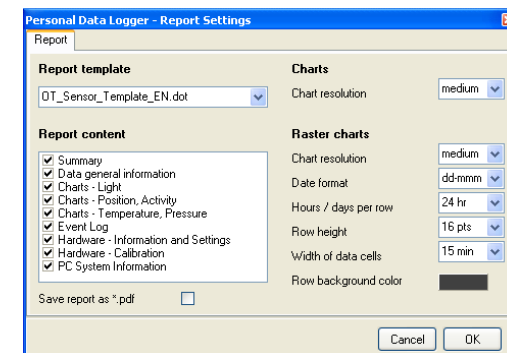 Personal Data Logger - Report Settings
Report
Report template
OT_Sensor_Template_EN.dot
Report content
Summary
Data general information
Charts - Light
Charts - Position, Activity
Charts - Temperature, Pressure
Event Log
Hardware - Information and Settings
Hardware - Calibration
PC System Information
Save report as *.pdf
Charts
Chart resolution medium
Raster charts
Chart resolution medium
Date format dd-mmm
Hours / days per row 24 hr
Row height 16 pts
Width of data cells 15 min
Row background color
Cancel OK